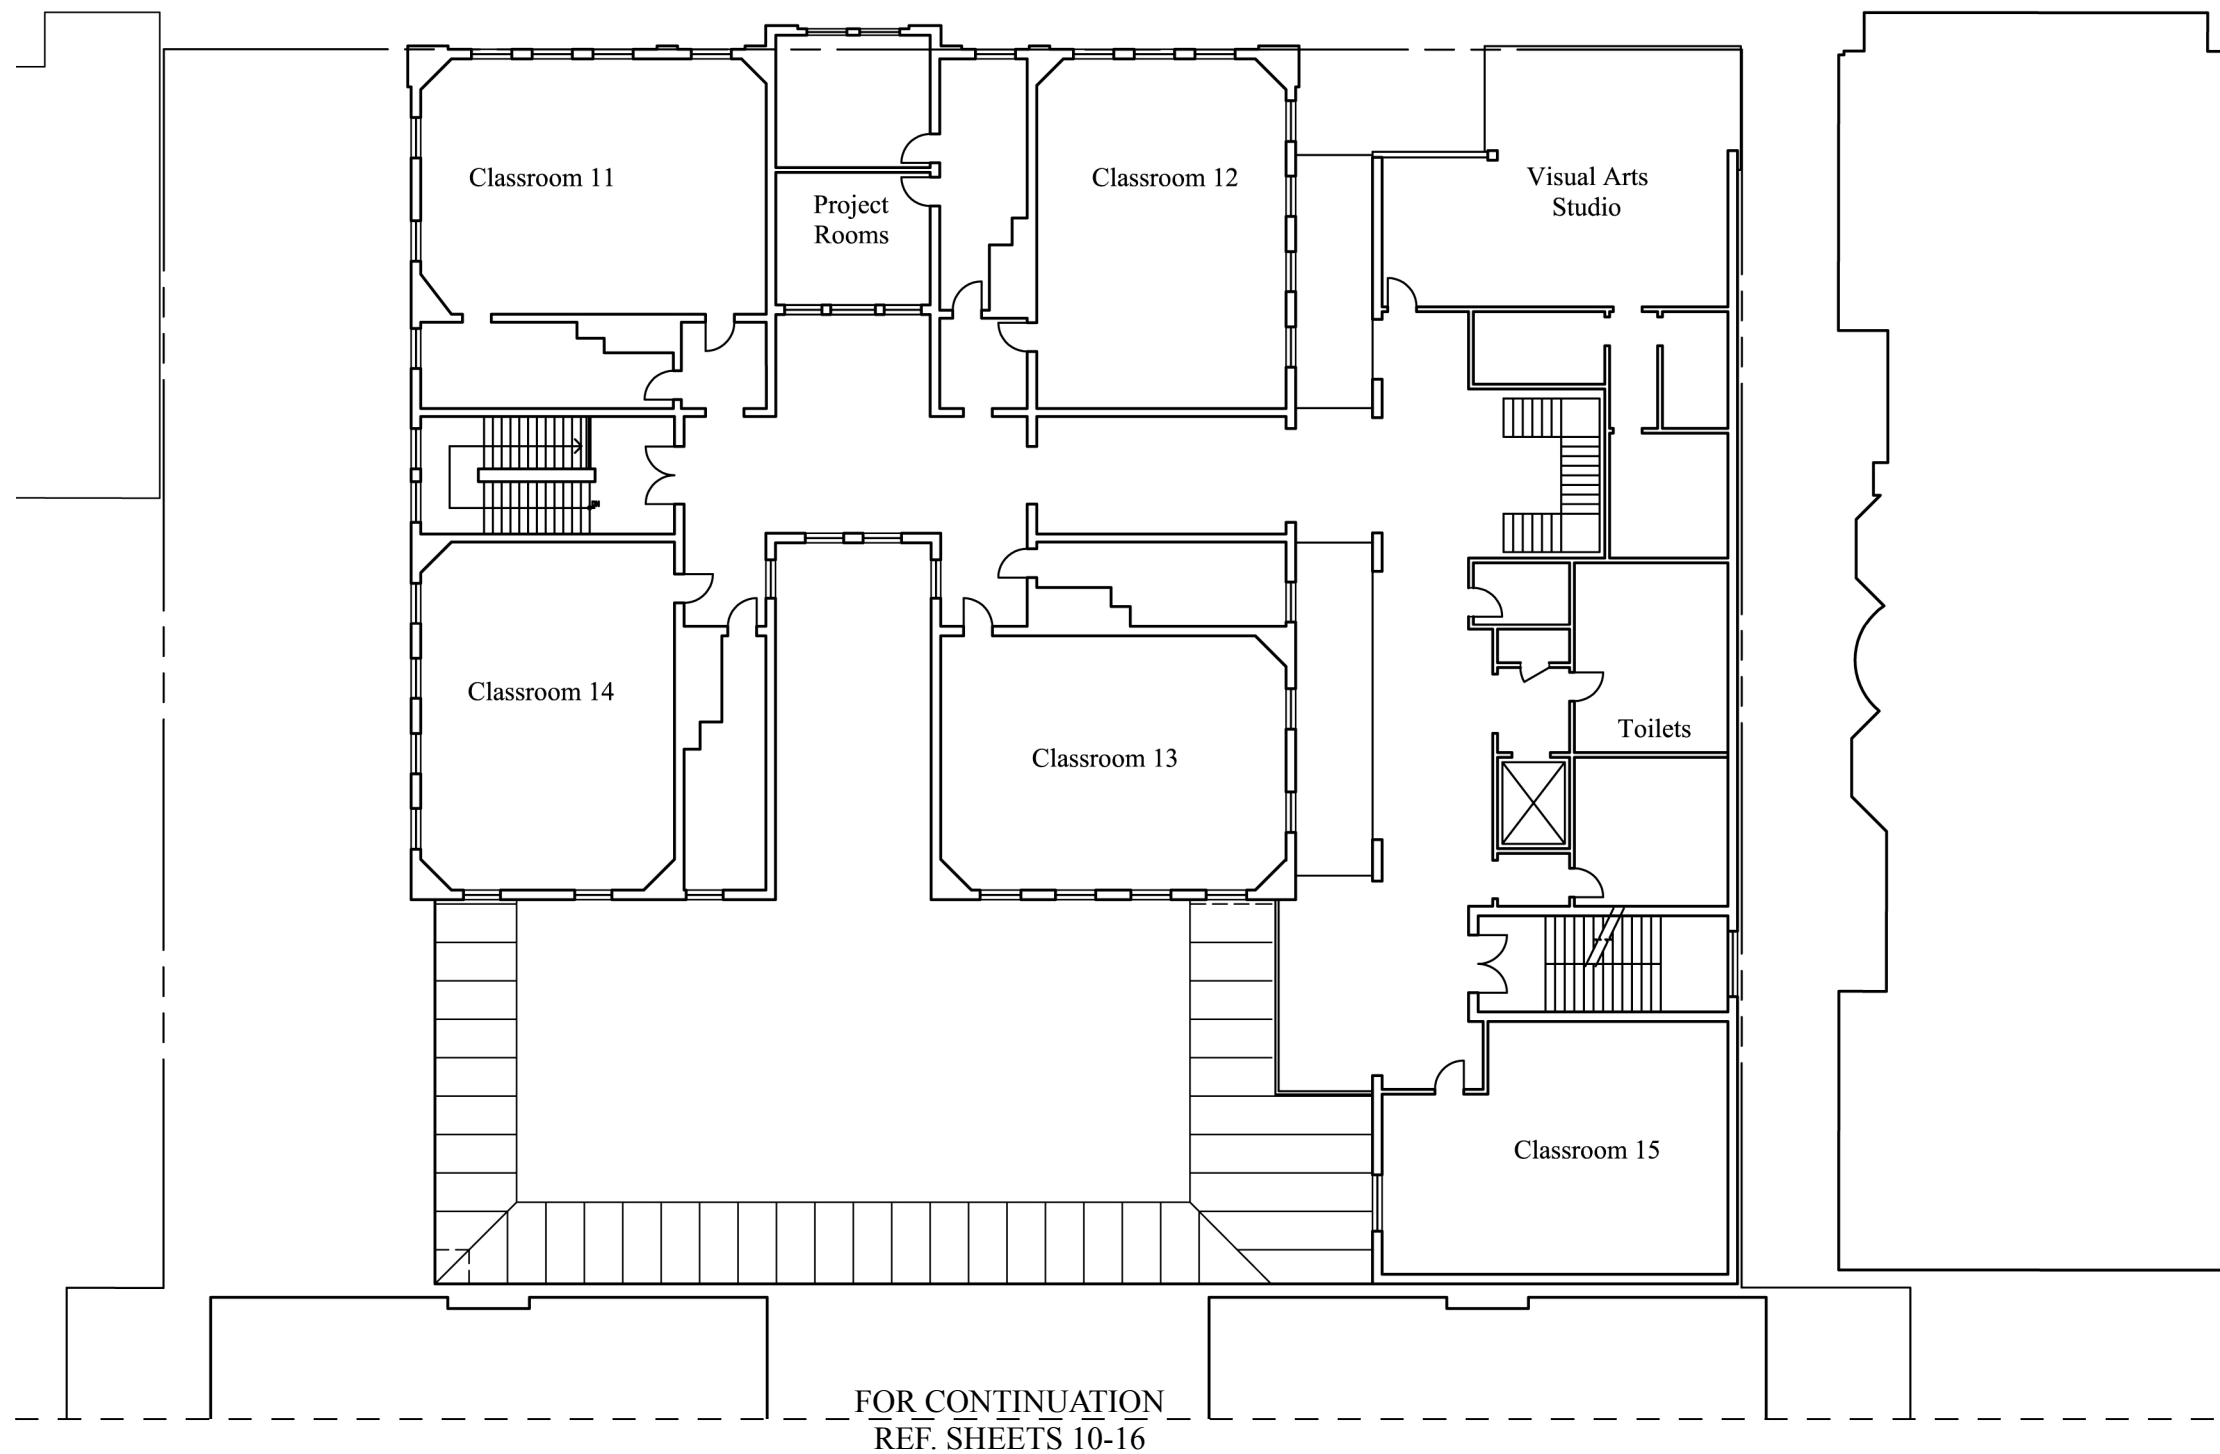 Classroom 11
Classroom 12
Visual Arts
Studio
Project
Rooms
Classroom 14
Classroom 13
Toilets
Classroom 15
FOR CONTINUATION
REF. SHEETS 10-16